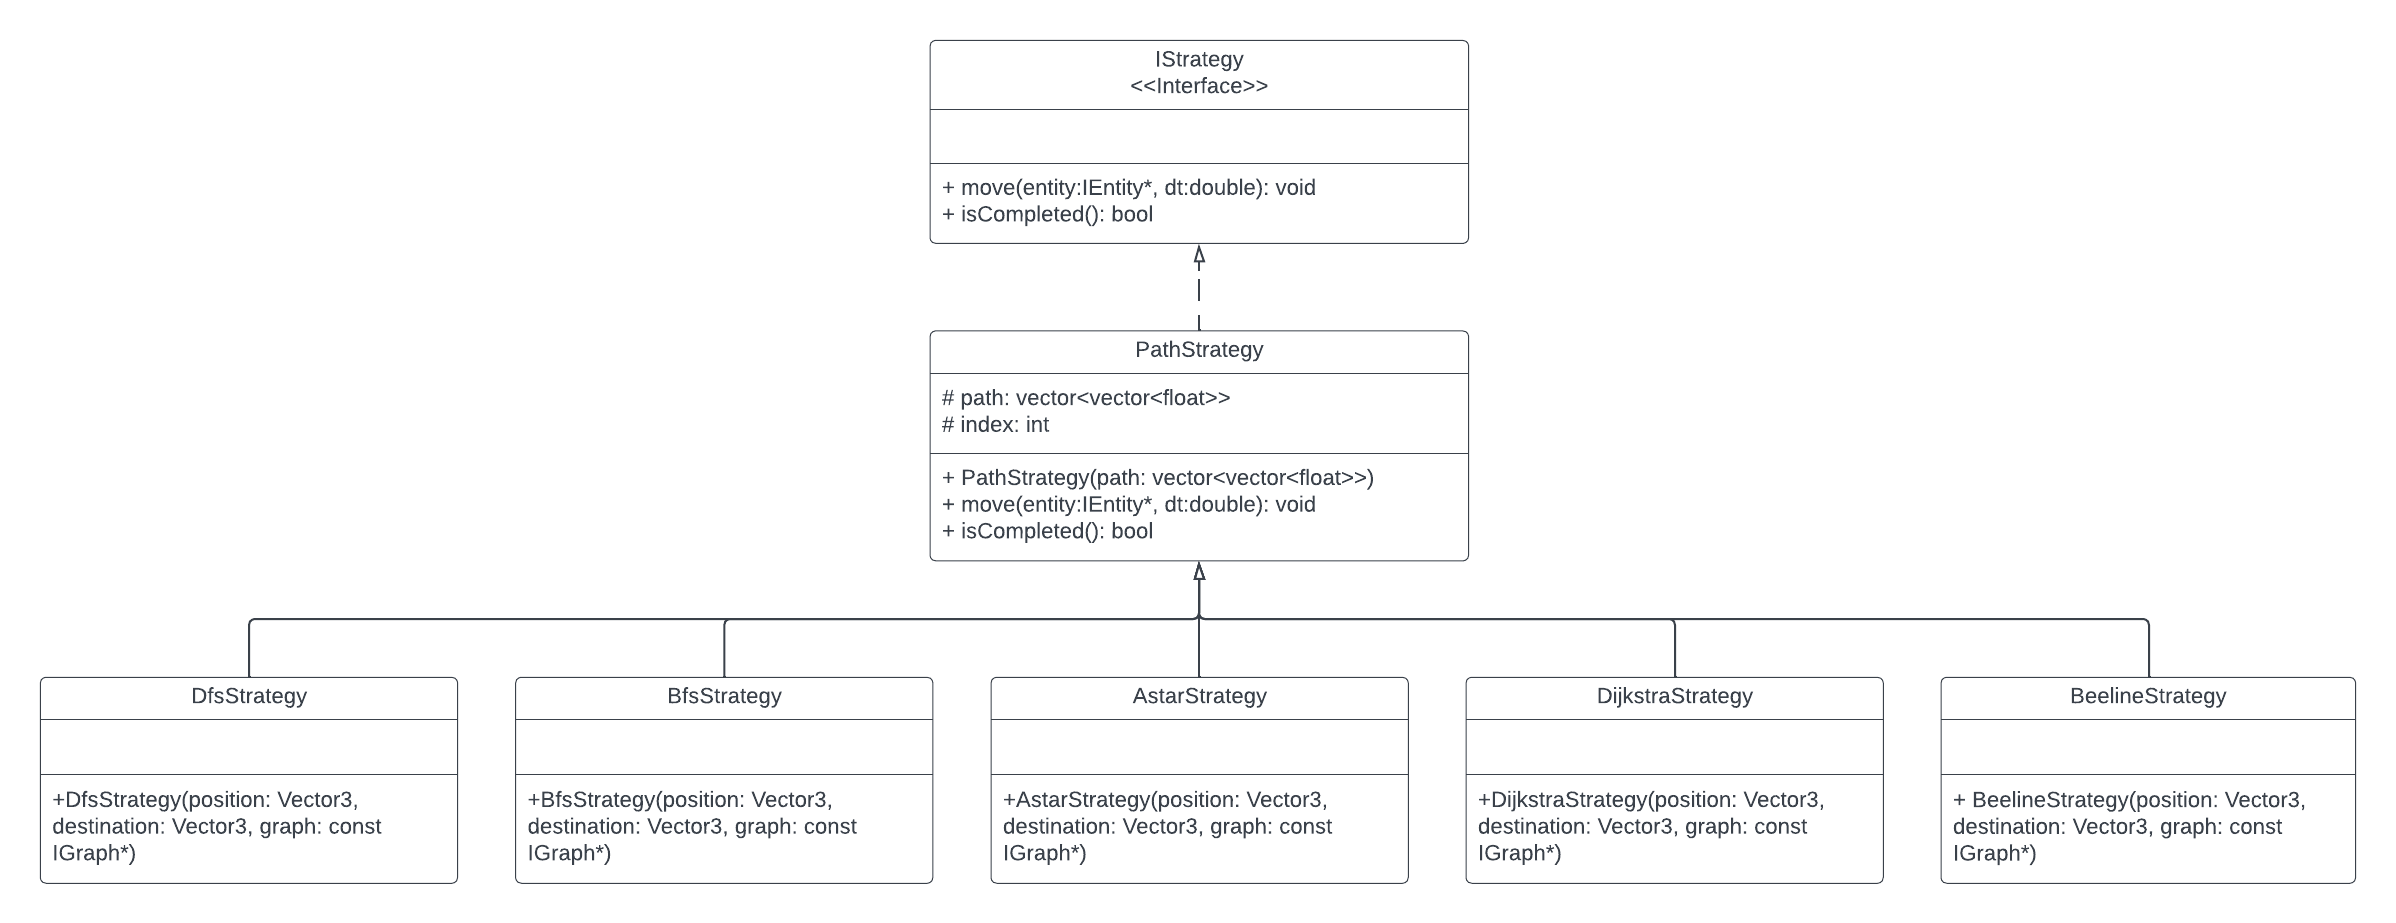 IStrategy
<<Interface>>
+ move(entity:IEntity*, dt:double): void
+ isCompleted(): bool
PathStrategy
# path: vector<vector<float>>
# index: int
+ PathStrategy(path: vector<vector<float>>)
+ move(entity:IEntity*, dt:double): void
+ isCompleted(): bool
DfsStrategy
+DfsStrategy(position: Vector3,
destination: Vector3, graph: const
IGraph*)
BfsStrategy
+BfsStrategy(position: Vector3,
destination: Vector3, graph: const
IGraph*)
AstarStrategy
+AstarStrategy(position: Vector3,
destination: Vector3, graph: const
IGraph*)
DijkstraStrategy
+DijkstraStrategy(position: Vector3,
destination: Vector3, graph: const
IGraph*)
BeelineStrategy
+ BeelineStrategy(position: Vector3,
destination: Vector3, graph: const
IGraph*)